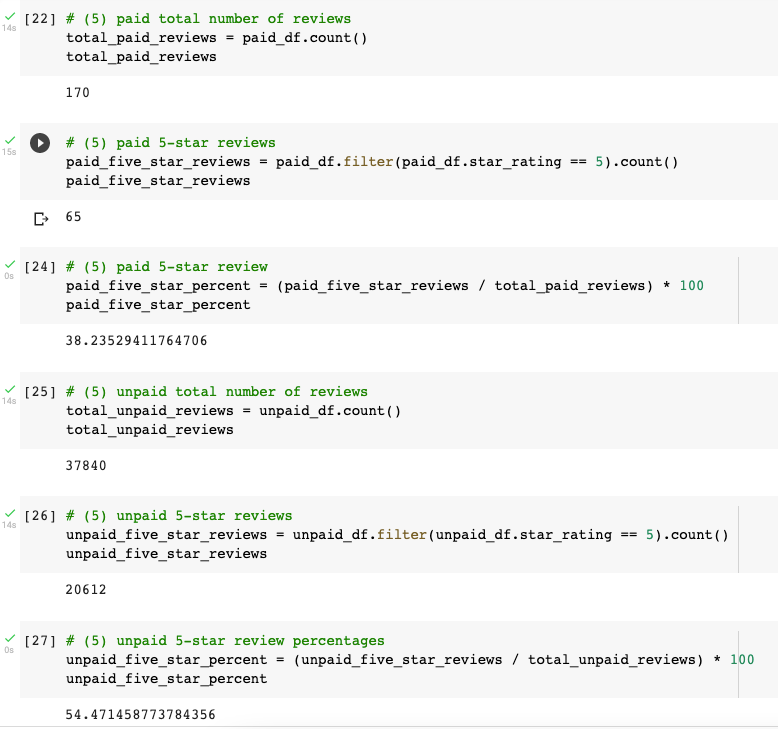 14s
[22] # (5) paid total number of reviews
total_paid_reviews = paid_df.count()
total_paid_reviews
170
15s
# (5) paid 5-star reviews
paid_five_star_reviews = paid_df.filter(paid_df.star_rating == 5).count()
paid_five_star_reviews
65
0s
[24] # (5) paid 5-star review
paid_five_star_percent = (paid_five_star_reviews / total_paid_reviews) * 100
paid_five_star_percent
38.23529411764706
14s
[25] # (5) unpaid total number of reviews
total_unpaid_reviews = unpaid_df.count()
total_unpaid_reviews
37840
14s
[26] # (5) unpaid 5-star reviews
unpaid_five_star_reviews = unpaid_df.filter(unpaid_df.star_rating == 5).count()
unpaid_five_star_reviews
20612
0s
[27] # (5) unpaid 5-star review percentages
unpaid_five_star_percent = (unpaid_five_star_reviews / total_unpaid_reviews) * 100
unpaid_five_star_percent
54.471458773784356